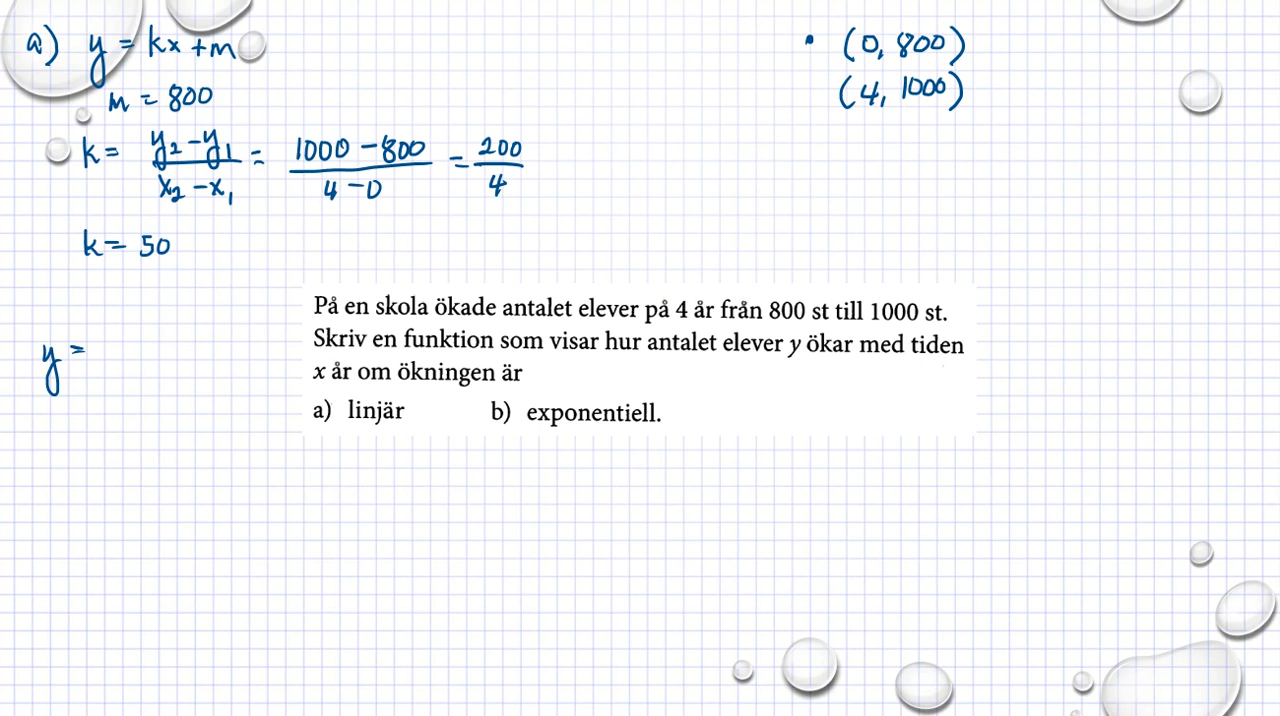 a) y = kx + m
m = 800
k = y₂ - y₁ / x₂ - x₁ = 1000 - 800 / 4 - 0 = 200 / 4
k = 50
y =
• (0, 800)
(4, 1000)
På en skola ökade antalet elever på 4 år från 800 st till 1000 st.
Skriv en funktion som visar hur antalet elever y ökar med tiden
x år om ökningen är
a) linjär b) exponentiell.